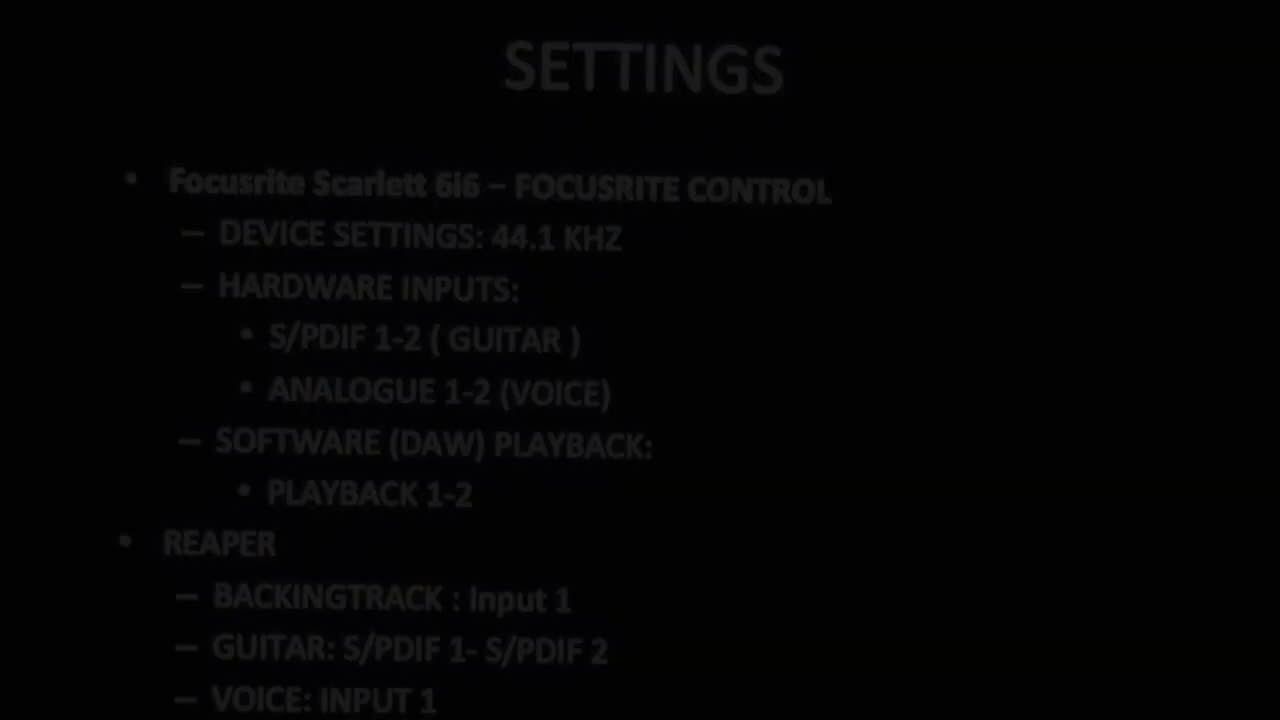 SETTINGS
• Focusrite Scarlett 6i6 – FOCUSRITE CONTROL
– DEVICE SETTINGS: 44.1 KHZ
– HARDWARE INPUTS:
• S/PDIF 1-2 ( GUITAR )
• ANALOGUE 1-2 (VOICE)
– SOFTWARE (DAW) PLAYBACK:
• PLAYBACK 1-2
• REAPER
– BACKINGTRACK : Input 1
– GUITAR: S/PDIF 1- S/PDIF 2
– VOICE: INPUT 1